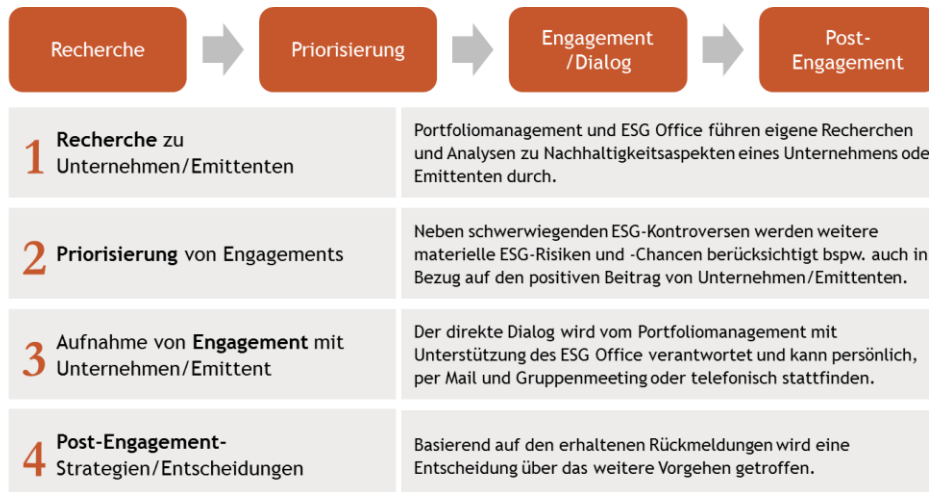 Recherche
Priorisierung
Engagement
/Dialog
Post-
Engagement
1
Recherche zu
Unternehmen/Emittenten
Portfoliomanagement und ESG Office führen eigene Recherchen
und Analysen zu Nachhaltigkeitsaspekten eines Unternehmens ode
Emittenten durch.
2
Priorisierung von Engagements
Neben schwerwiegenden ESG-Kontroversen werden weitere
materielle ESG-Risiken und -Chancen berücksichtigt bspw. auch in
Bezug auf den positiven Beitrag von Unternehmen/Emittenten.
3
Aufnahme von Engagement mit
Unternehmen/Emittent
Der direkte Dialog wird vom Portfoliomanagement mit
Unterstützung des ESG Office verantwortet und kann persönlich,
per Mail und Gruppenmeeting oder telefonisch stattfinden.
4
Post-Engagement-
Strategien/Entscheidungen
Basierend auf den erhaltenen Rückmeldungen wird eine
Entscheidung über das weitere Vorgehen getroffen.